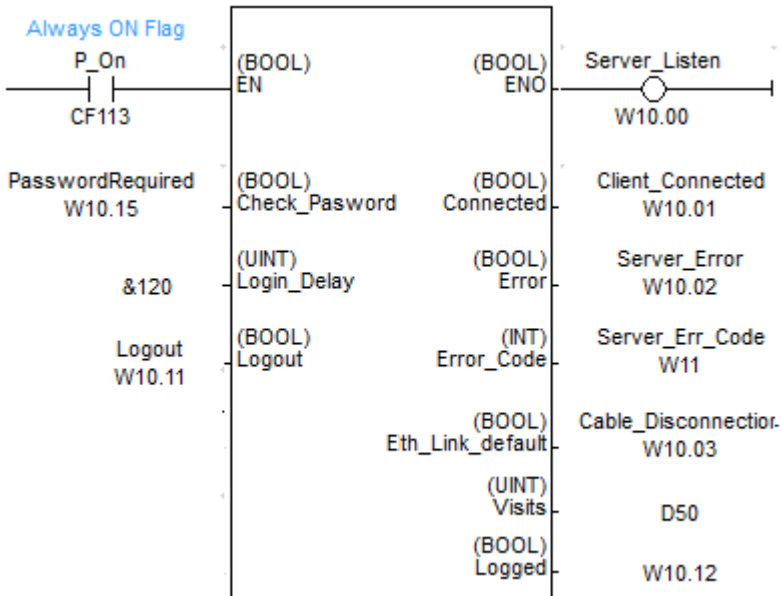 Always ON Flag
P_On
CF113
(BOOL)
EN
(BOOL)
ENO
Server_Listen
W10.00
PasswordRequired
W10.15
(BOOL)
Check_Pasword
(BOOL)
Connected
Client_Connected
W10.01
&120
(UINT)
Login_Delay
(BOOL)
Error
Server_Error
W10.02
Logout
W10.11
(BOOL)
Logout
(INT)
Error_Code
Server_Err_Code
W11
(BOOL)
Eth_Link_default
Cable_Disconnection
W10.03
(UINT)
Visits
D50
(BOOL)
Logged
W10.12